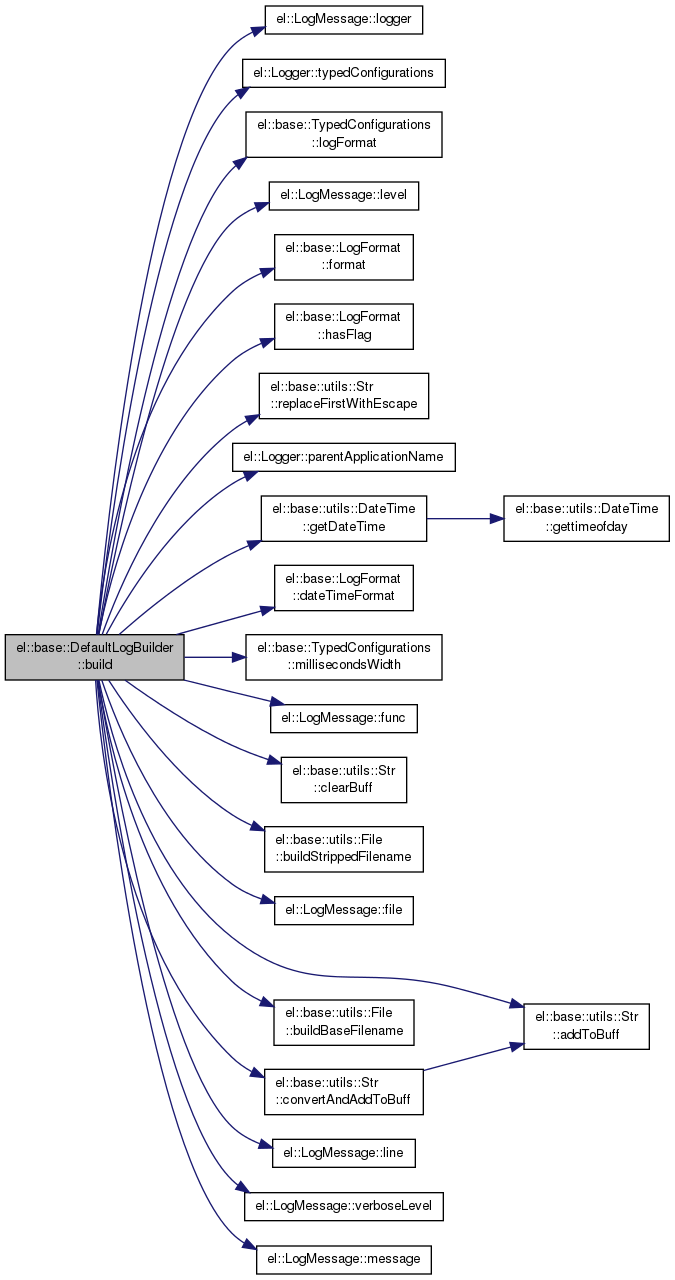 el::LogMessage::logger
el::Logger::typedConfigurations
el::base::TypedConfigurations
::logFormat
el::LogMessage::level
el::base::LogFormat
::format
el::base::LogFormat
::hasFlag
el::base::utils::Str
::replaceFirstWithEscape
el::Logger::parentApplicationName
el::base::utils::DateTime
::getDateTime
el::base::utils::DateTime
::gettimeofday
el::base::LogFormat
::dateTimeFormat
el::base::DefaultLogBuilder
::build
el::base::TypedConfigurations
::millisecondsWidth
el::LogMessage::func
el::base::utils::Str
::clearBuff
el::base::utils::File
::buildStrippedFilename
el::LogMessage::file
el::base::utils::File
::buildBaseFilename
el::base::utils::Str
::addToBuff
el::base::utils::Str
::convertAndAddToBuff
el::LogMessage::line
el::LogMessage::verboseLevel
el::LogMessage::message